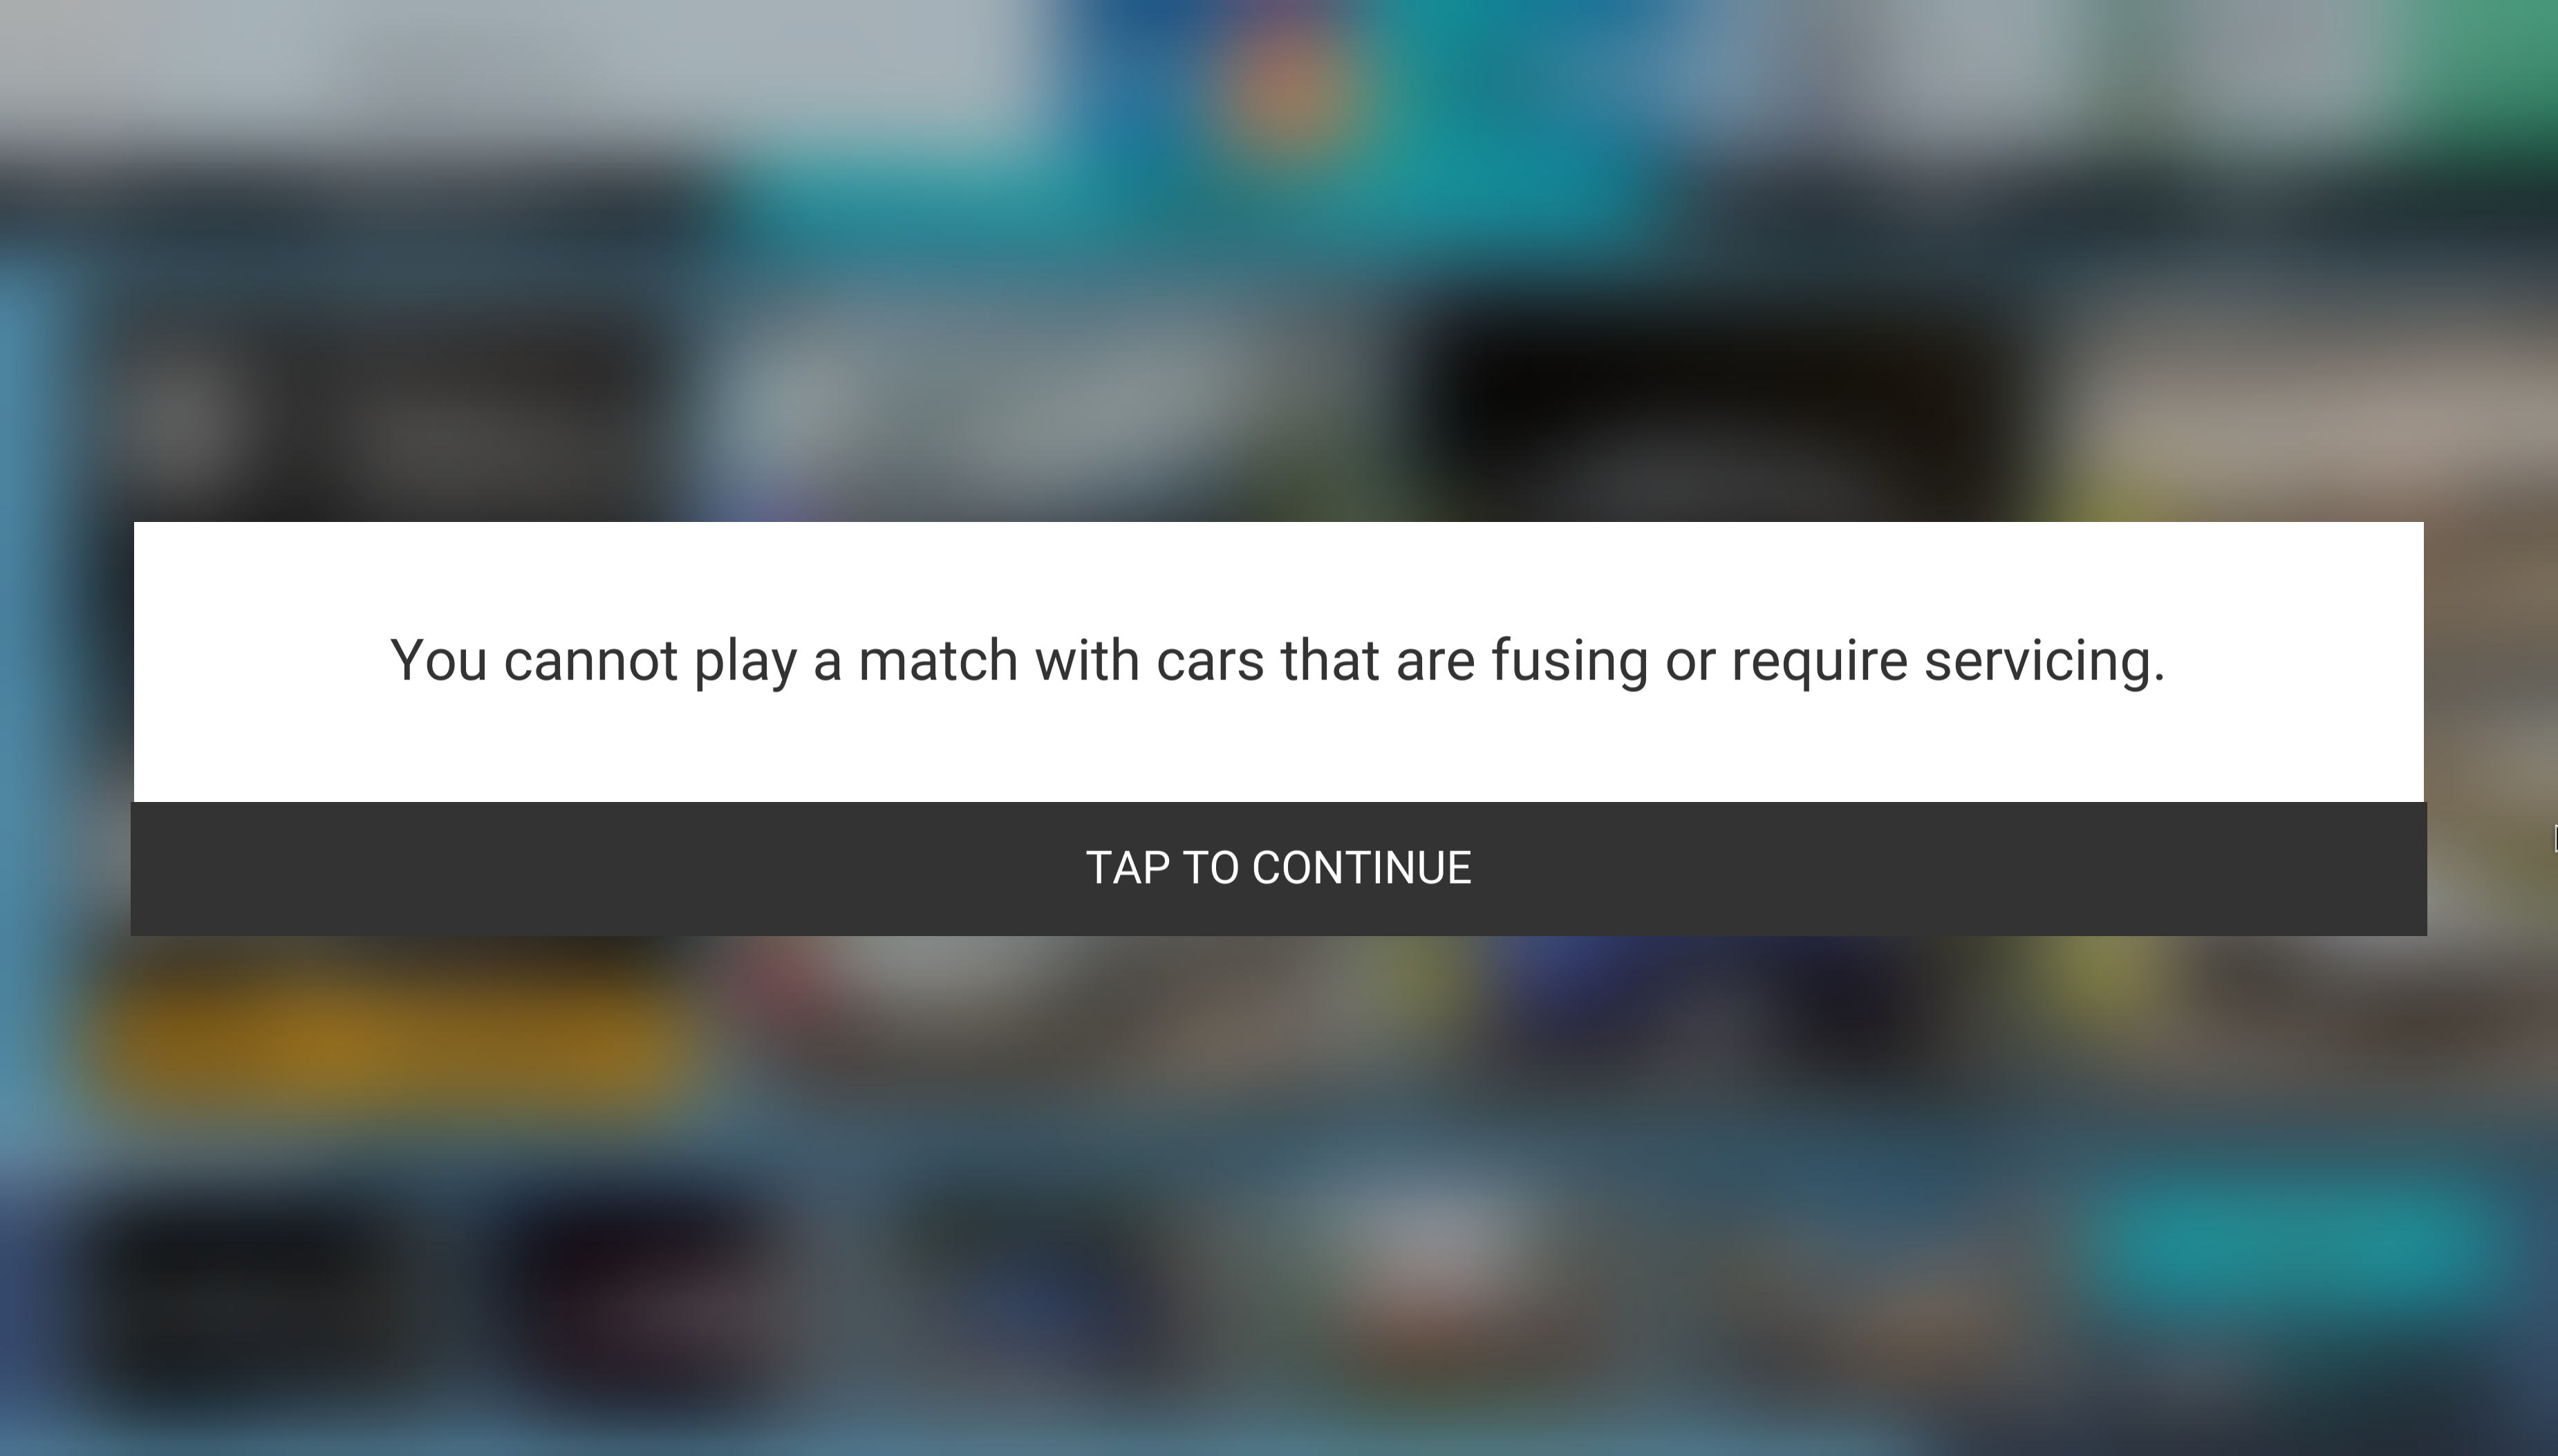 You cannot play a match with cars that are fusing or require servicing.
TAP TO CONTINUE